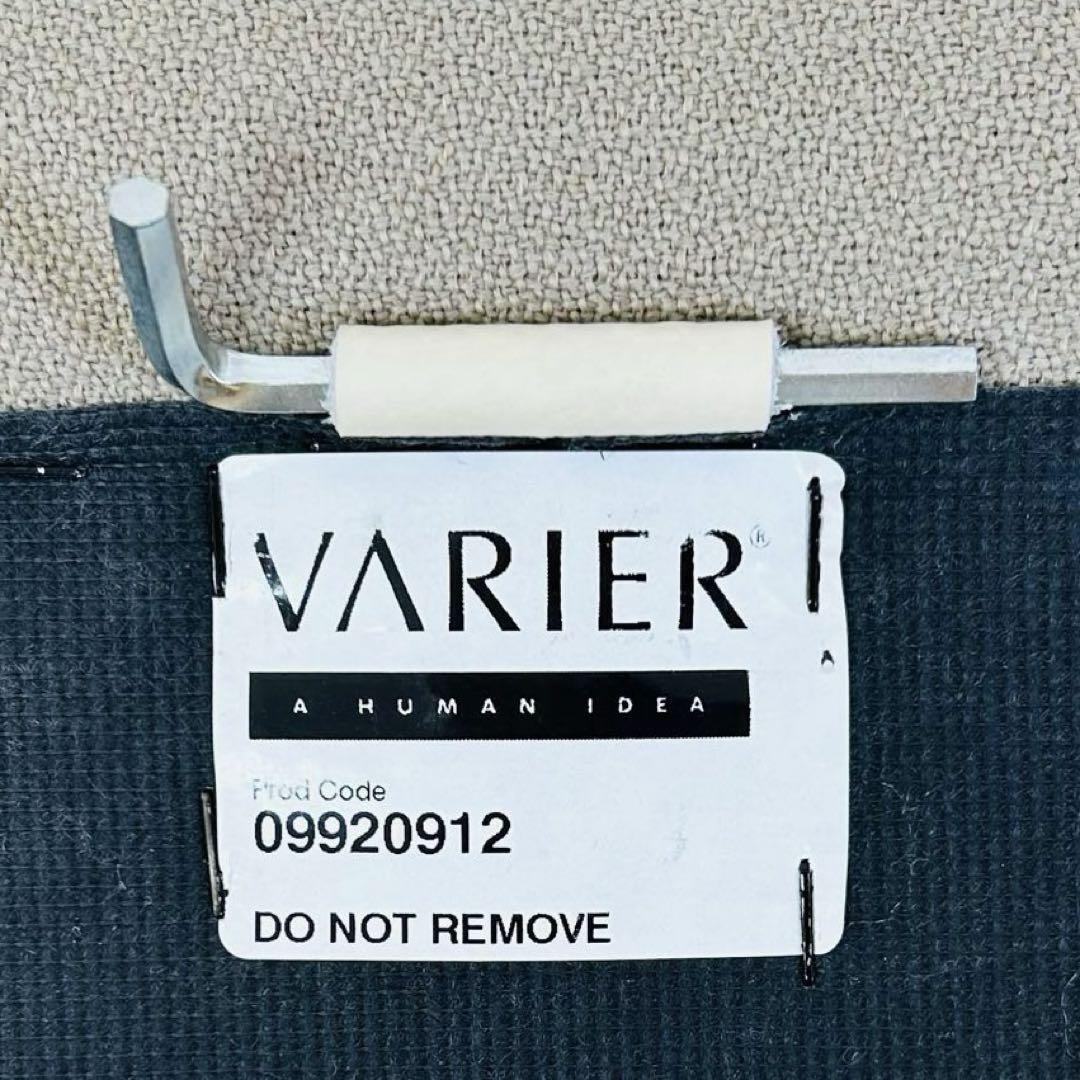 VARIER®
A HUMAN IDEA
Prod Code
09920912
DO NOT REMOVE